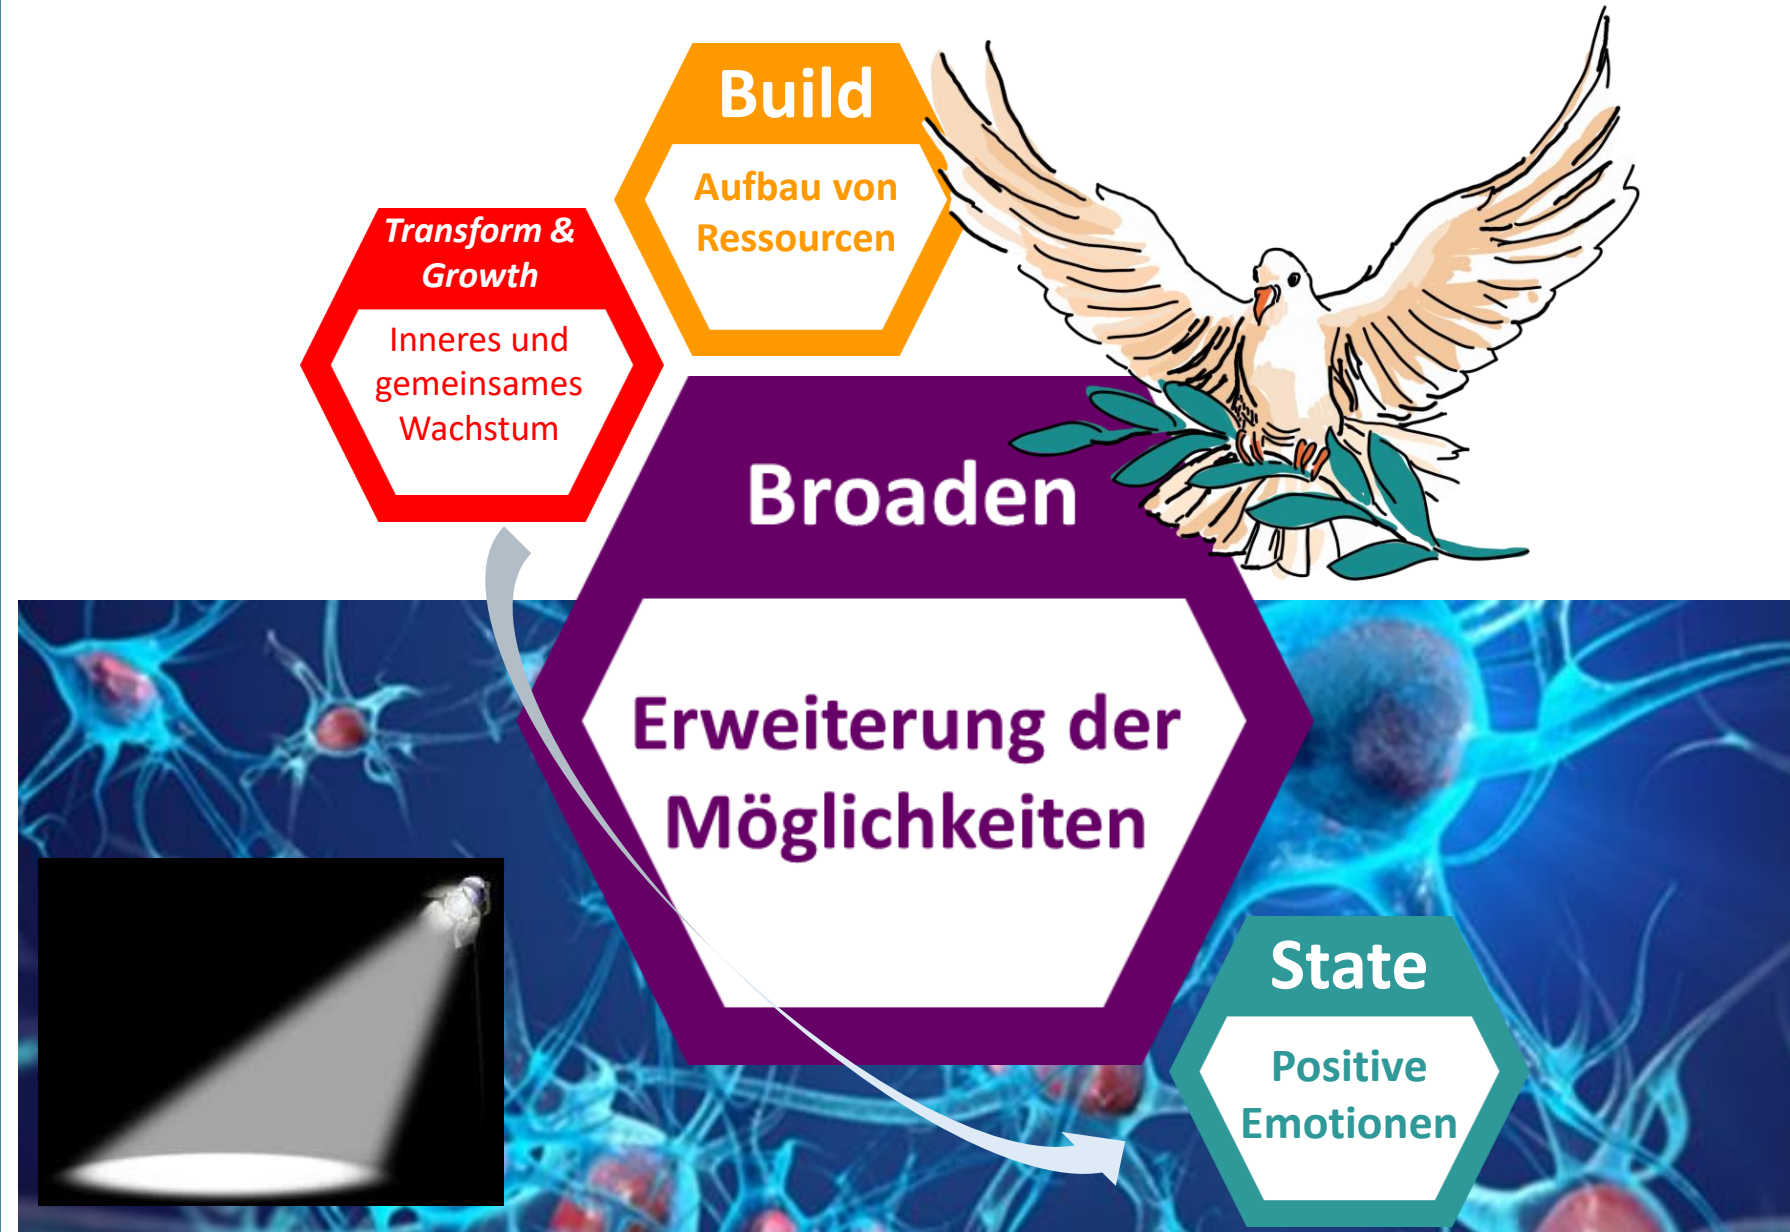 Build
Aufbau von
Ressourcen
Transform &
Growth
Inneres und
gemeinsames
Wachstum
Broaden
Erweiterung der
Möglichkeiten
State
Positive
Emotionen